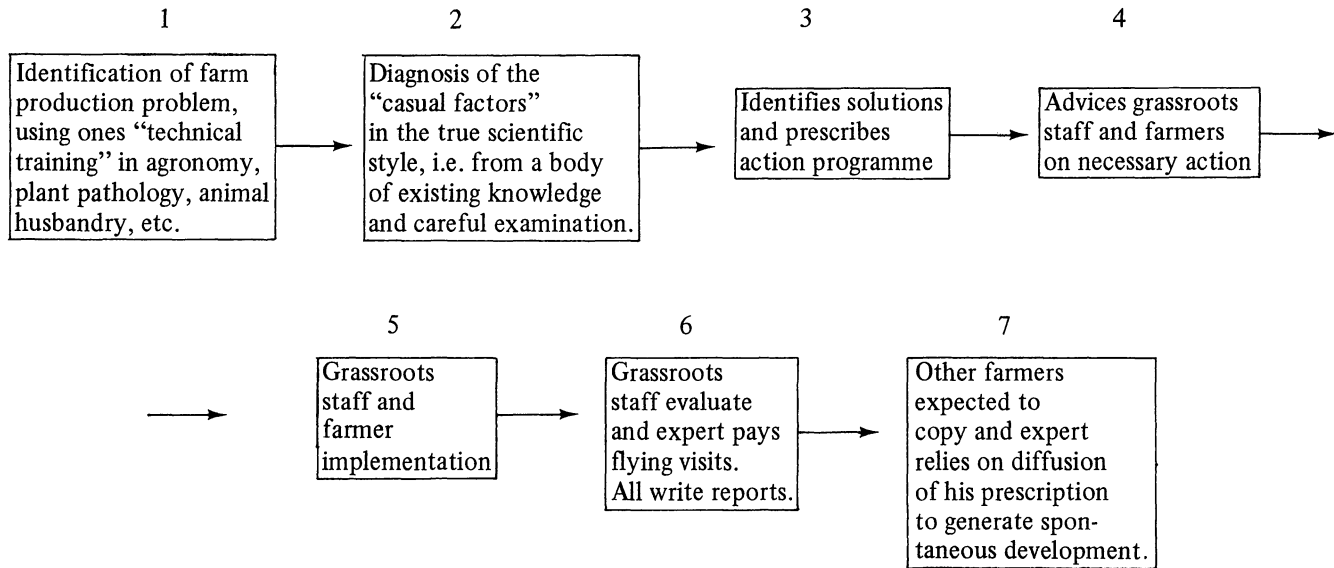 1
Identification of farm
production problem,
using ones “technical
training” in agronomy,
plant pathology, animal
husbandry, etc.
2
Diagnosis of the
“casual factors”
in the true scientific
style, i.e. from a body
of existing knowledge
and careful examination.
3
Identifies solutions
and prescribes
action programme
4
Advices grassroots
staff and farmers
on necessary action
5
Grassroots
staff and
farmer
implementation
6
Grassroots
staff evaluate
and expert pays
flying visits.
All write reports.
7
Other farmers
expected to
copy and expert
relies on diffusion
of his prescription
to generate spon-
taneous development.